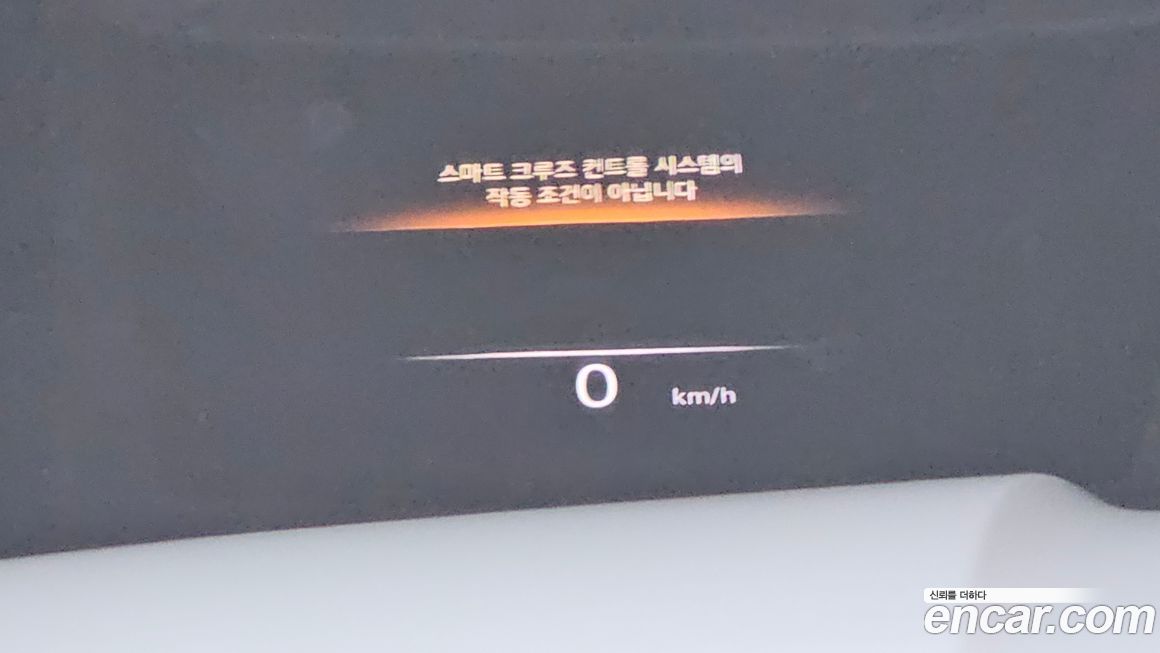 스마트 크루즈 컨트롤 시스템의
작동 조건이 아닙니다
0 km/h
신뢰를 더하다
encar.com